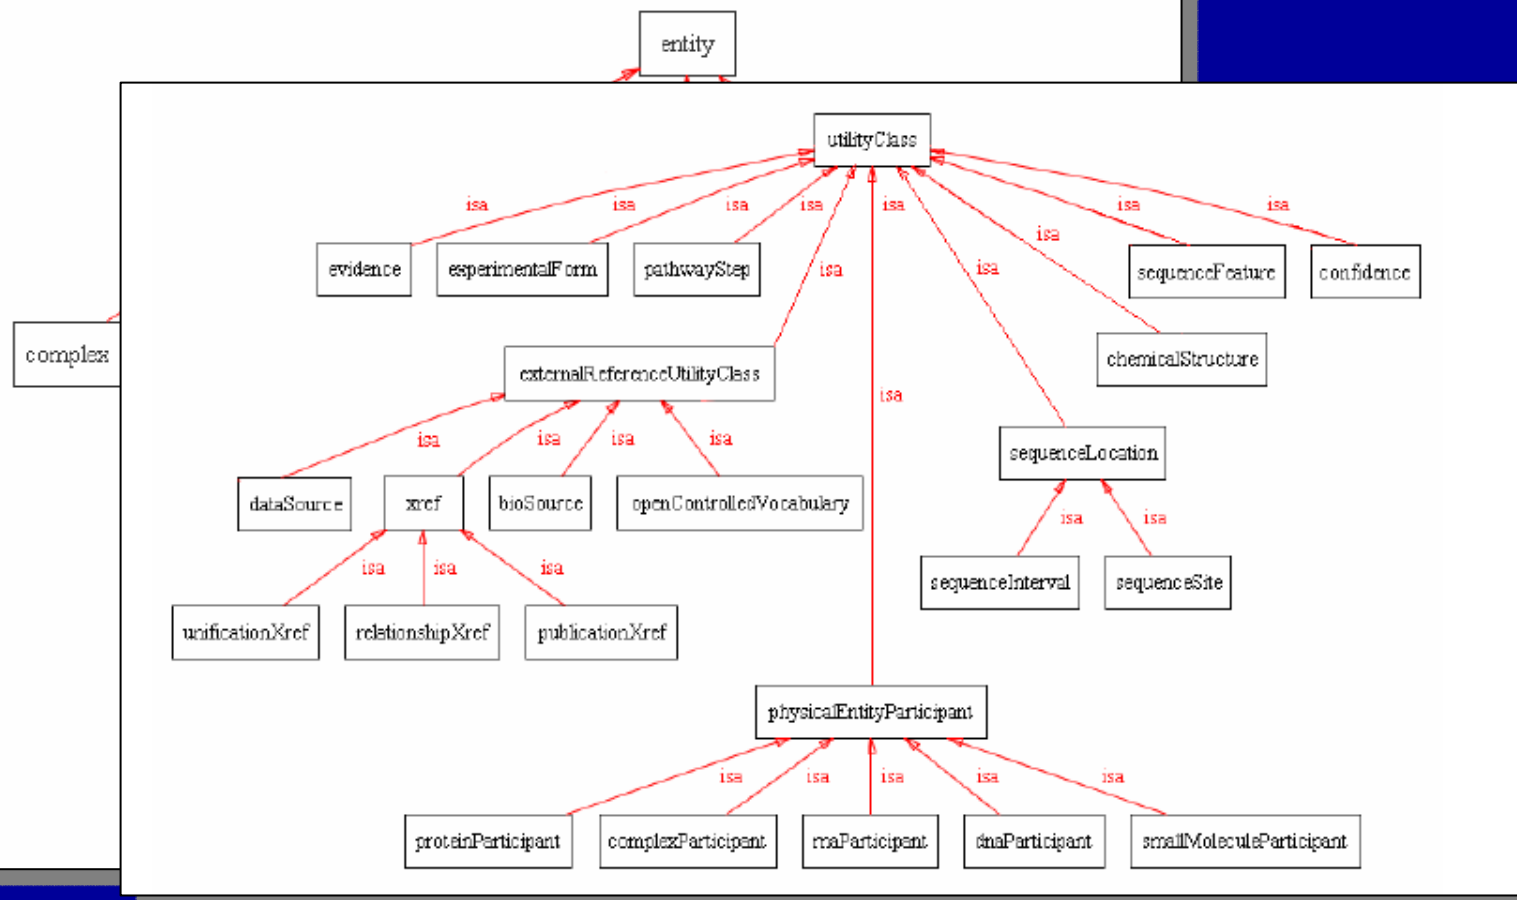 entity
utilityClass
isa isa isa isa isa isa isa
isa
evidence experimentalForm pathwayStep isa isa sequenceFeature confidence
complex
chemicalStructure
externalReferenceUtilityClass
isa
isa isa isa isa
sequenceLocation
dataSource xref bioSource openControlledVocabulary
isa isa
isa isa isa
sequenceInterval sequenceSite
unificationXref relationshipXref publicationXref
physicalEntityParticipant
isa isa isa isa isa
proteinParticipant complexParticipant rnaParticipant dnaParticipant smallMoleculeParticipant